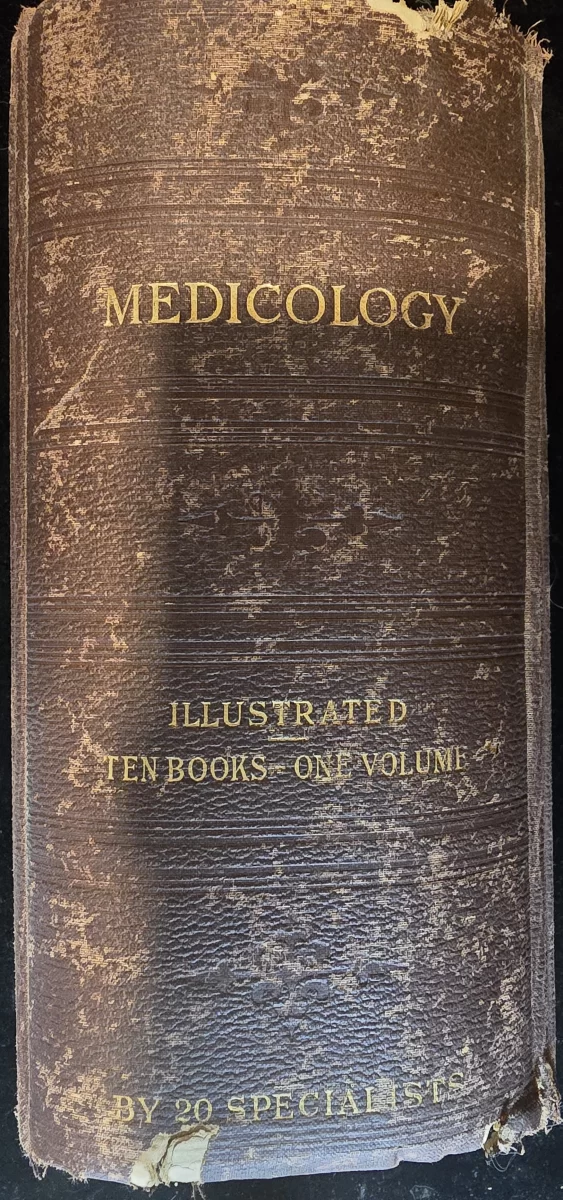 MEDICOLOGY
ILLUSTRATED
TEN BOOKS - ONE VOLUME
BY 20 SPECIALISTS